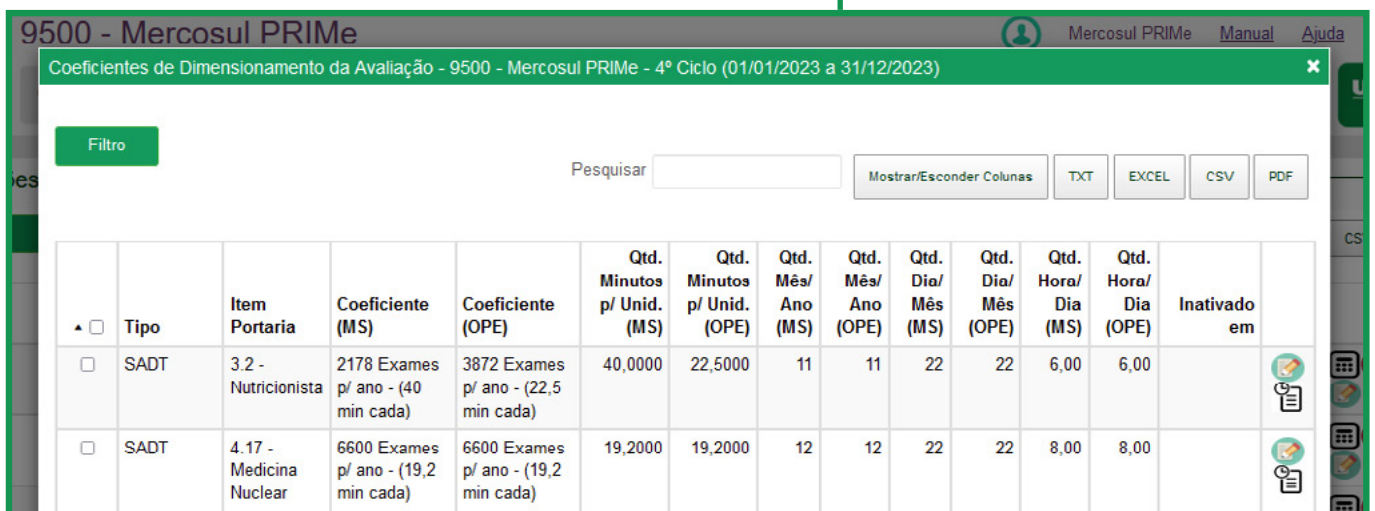 9500 - Mercosul PRIMe
Mercosul PRIMe Manual Ajuda
Coeficientes de Dimensionamento da Avaliação - 9500 - Mercosul PRIMe - 4º Ciclo (01/01/2023 a 31/12/2023)
Filtro
Pesquisar
Mostrar/Esconder Colunas TXT EXCEL CSV PDF
Tipo
Item
Portaria
Coeficiente
(MS)
Coeficiente
(OPE)
Qtd.
Minutos
p/ Unid.
(MS)
Qtd.
Minutos
p/ Unid.
(OPE)
Qtd.
Mês/
Ano
(MS)
Qtd.
Mês/
Ano
(OPE)
Qtd.
Dia/
Mês
(MS)
Qtd.
Dia/
Mês
(OPE)
Qtd.
Hora/
Dia
(MS)
Qtd.
Hora/
Dia
(OPE)
Inativado
em
SADT
3.2 -
Nutricionista
2178 Exames
p/ ano - (40
min cada)
3872 Exames
p/ ano - (22,5
min cada)
40,0000 22,5000 11 11 22 22 6,00 6,00
SADT
4.17 -
Medicina
Nuclear
6600 Exames
p/ ano - (19,2
min cada)
6600 Exames
p/ ano - (19,2
min cada)
19,2000 19,2000 12 12 22 22 8,00 8,00